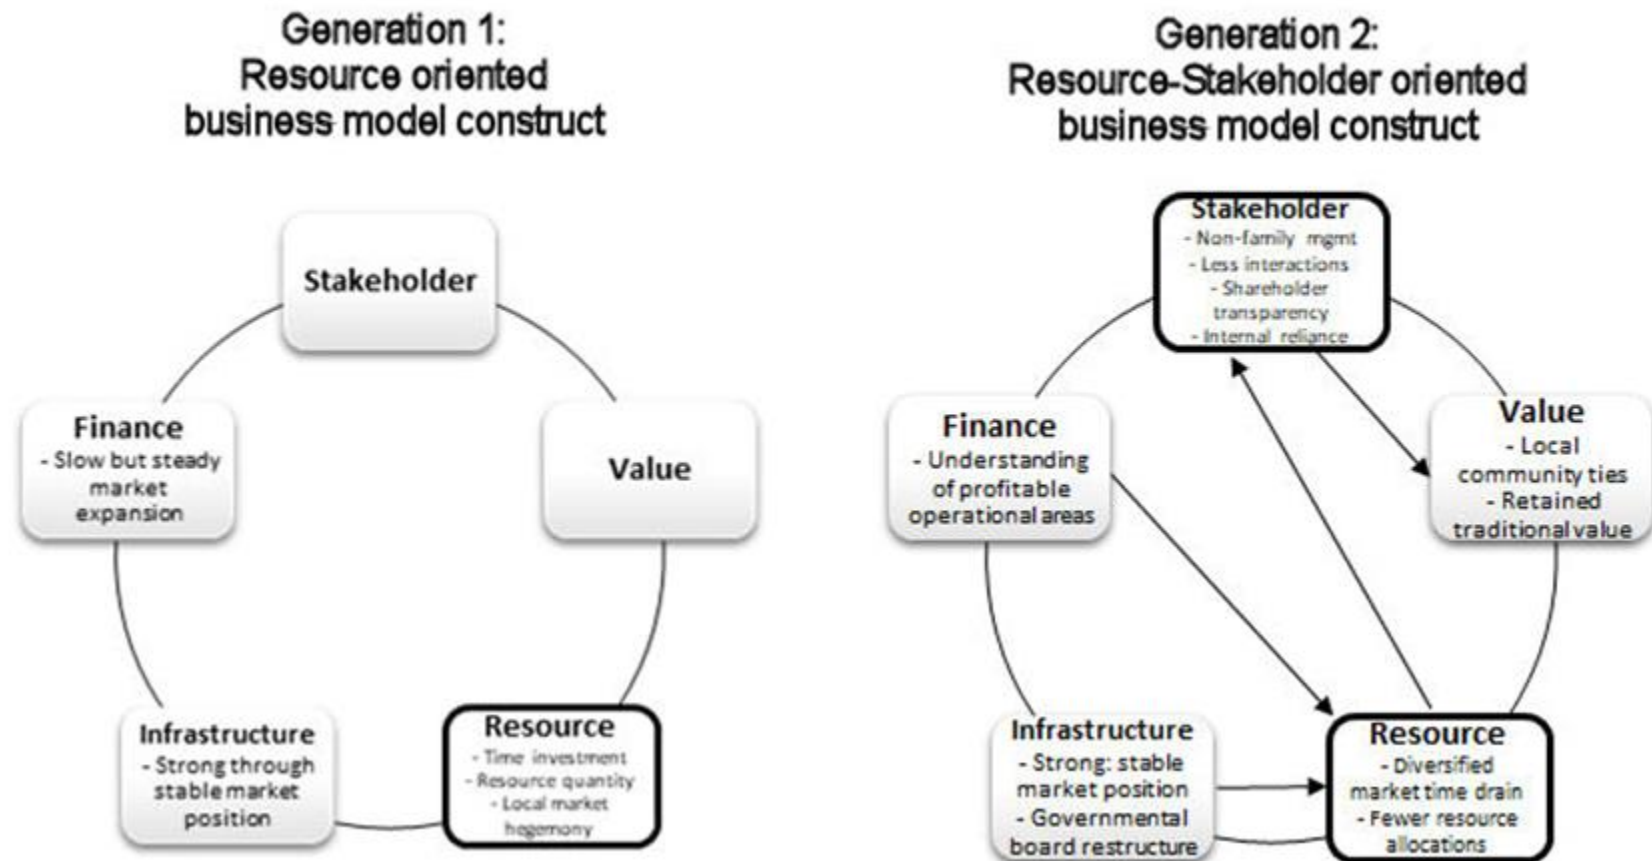 Generation 1:
Resource oriented
business model construct
Stakeholder
Finance
- Slow but steady
market
expansion
Value
Infrastructure
- Strong through
stable market
position
Resource
- Time investment
- Resource quantity
- Local market
hegemony
Generation 2:
Resource-Stakeholder oriented
business model construct
Stakeholder
- Non-family mgmt
- Less interactions
- Shareholder
transparency
- Internal reliance
Finance
- Understanding
of profitable
operational areas
Value
- Local
community ties
- Retained
traditional value
Infrastructure
- Strong: stable
market position
- Governmental
board restructure
Resource
- Diversified
market time drain
- Fewer resource
allocations